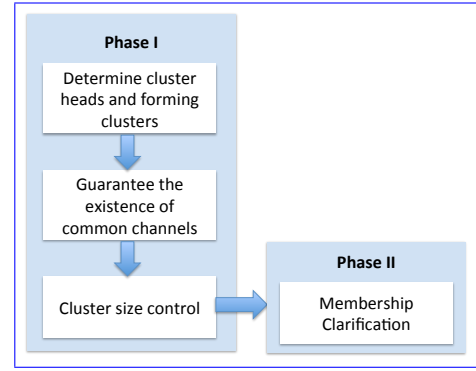 Phase I
Determine cluster
heads and forming
clusters
Guarantee the
existence of
common channels
Cluster size control
Phase II
Membership
Clarification